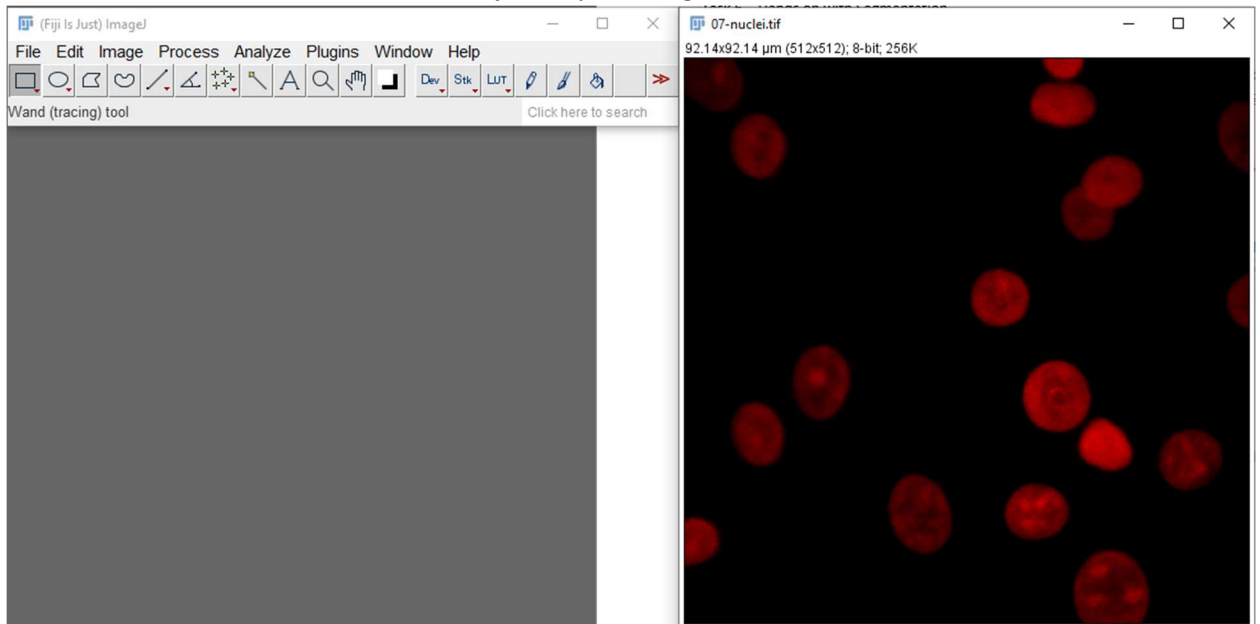 (Fiji Is Just) ImageJ
File Edit Image Process Analyze Plugins Window Help
Dev Stk LUT
Wand (tracing) tool
Click here to search
07-nuclei.tif
92.14x92.14 µm (512x512); 8-bit; 256K